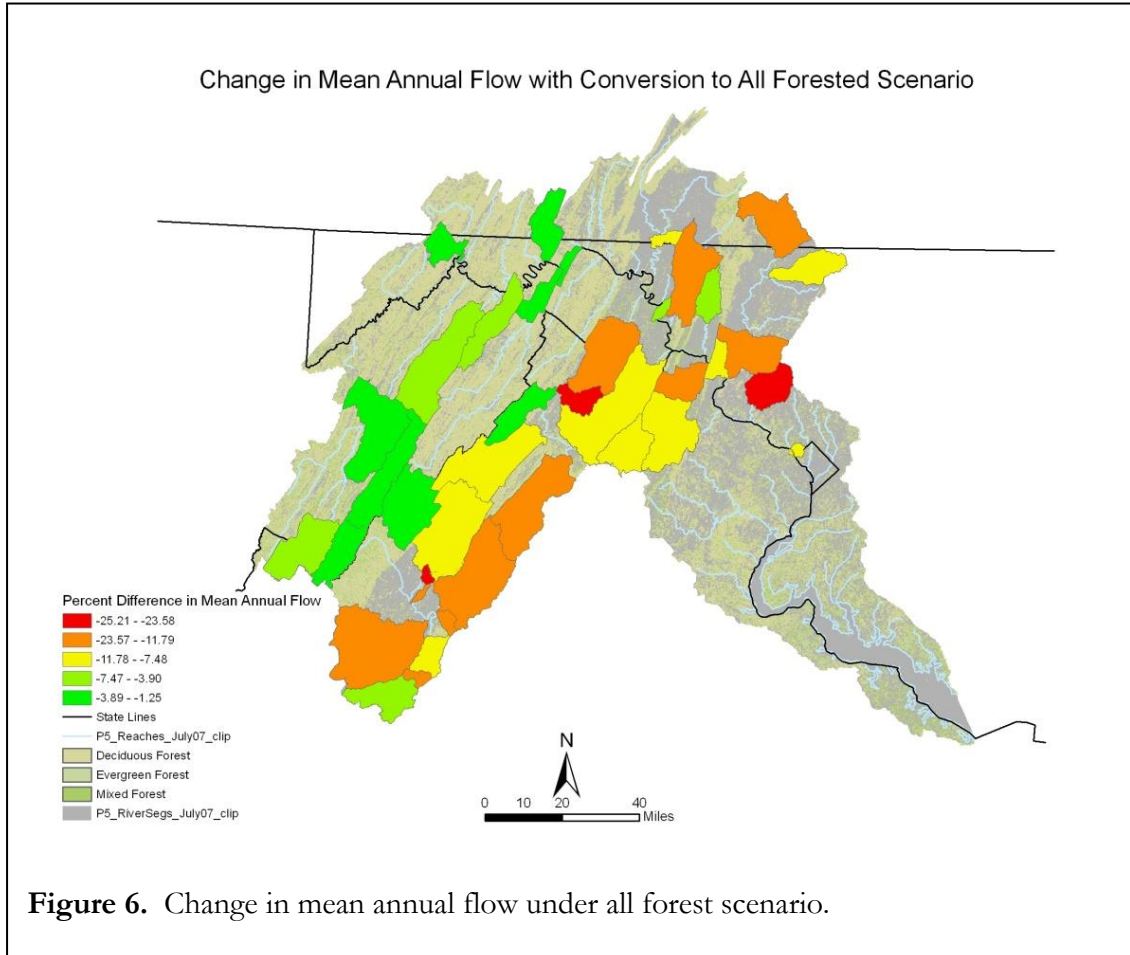 Change in Mean Annual Flow with Conversion to All Forested Scenario
Percent Difference in Mean Annual Flow
-25.21 - -23.58
-23.57 - -11.79
-11.78 - -7.48
-7.47 - -3.90
-3.89 - -1.25
State Lines
P5_Reaches_July07_clip
Deciduous Forest
Evergreen Forest
Mixed Forest
P5_RiverSegs_July07_clip
N
0 10 20 40
Miles
Figure 6. Change in mean annual flow under all forest scenario.